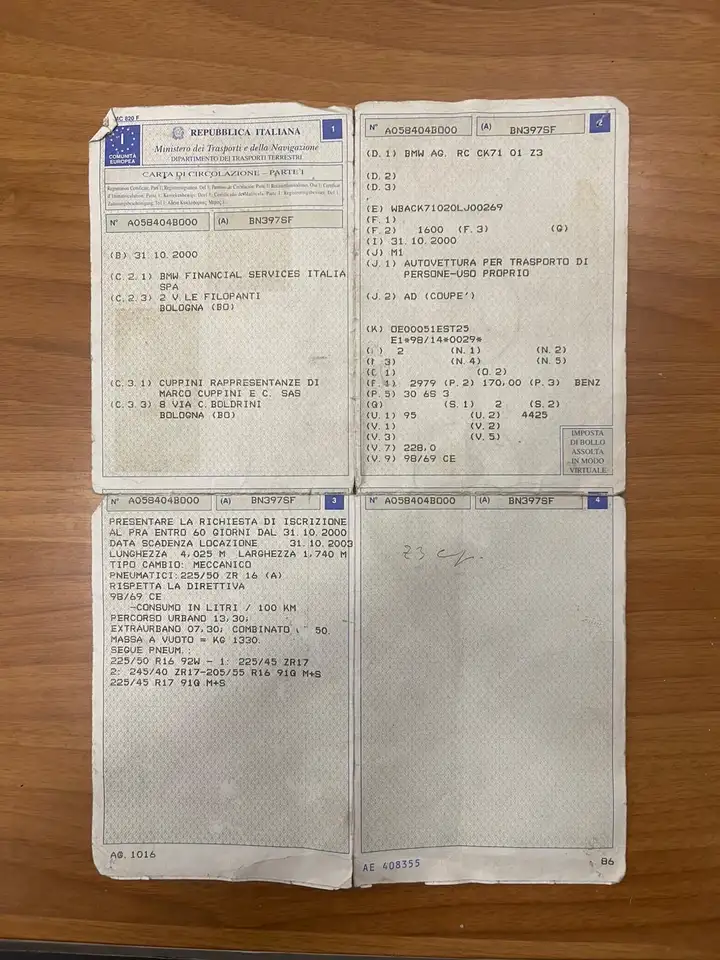 MC 820 F
I
COMUNITÀ
EUROPEA
REPUBBLICA ITALIANA
1
Ministero dei Trasporti e della Navigazione
DIPARTIMENTO DEI TRASPORTI TERRESTRI
CARTA DI CIRCOLAZIONE - PARTE I
N° A058404B000 (A) BN397SF
(B) 31.10.2000
(C.2.1) BMW FINANCIAL SERVICES ITALIA
SPA
(C.2.3) 2 V LE FILOPANTI
BOLOGNA (BO)
(C.3.1) CUPPINI RAPPRESENTANZE DI
MARCO CUPPINI E C. SAS
(C.3.3) 8 VIA C. BOLDRINI
BOLOGNA (BO)
N° A058404B000 (A) BN397SF
(D.1) BMW AG. RC CK71 01 Z3
(D.2)
(D.3)
(E) WBACK71020LJ00269
(F.1)
(F.2) 1600 (F.3) (G)
(I) 31.10.2000
(J) M1
(J.1) AUTOVETTURA PER TRASPORTO DI
PERSONE-USO PROPRIO
(J.2) AD (COUPE')
(K) OE00051EST25
E1*98/14*0029*
2 (N.1) (N.2)
3) (N.4) (N.5)
1) (O.2)
2979 (P.2) 170,00 (P.3) BENZ
(P.5) 30 6S 3
(Q) (S.1) 2 (S.2)
(U.1) 95 (U.2) 4425
(V.1) (V.2)
(V.3) (V.5)
(V.7) 228,0
(V.9) 98/69 CE
IMPOSTA
DI BOLLO
ASSOLTA
IN MODO
VIRTUALE
N° A058404B000 (A) BN397SF 3
PRESENTARE LA RICHIESTA DI ISCRIZIONE
AL PRA ENTRO 60 GIORNI DAL 31.10.2000
DATA SCADENZA LOCAZIONE 31.10.2003
LUNGHEZZA 4,025 M LARGHEZZA 1,740 M
TIPO CAMBIO: MECCANICO
PNEUMATICI:225/50 ZR 16 (A)
RISPETTA LA DIRETTIVA
98/69 CE
-CONSUMO IN LITRI / 100 KM
PERCORSO URBANO 13,30;
EXTRAURBANO 07,30; COMBINATO 50.
MASSA A VUOTO = KG 1330.
SEGUE PNEUM.:
225/50 R16 92W - 1: 225/45 ZR17
2: 245/40 ZR17-205/55 R16 91Q M+S
225/45 R17 91Q M+S
AQ. 1016
N° A058404B000 (A) BN397SF 4
Z3
AE 408355
86